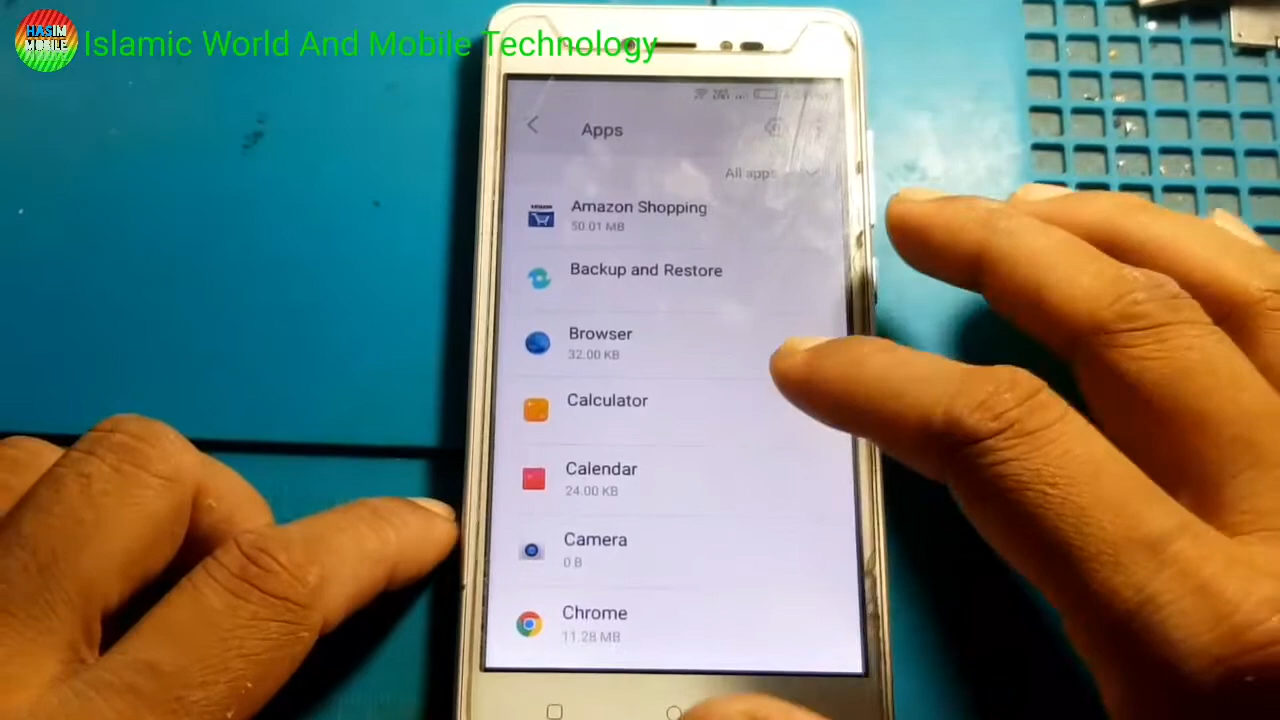 HASIM
MOBILE
Islamic World And Mobile Technology
Apps
All apps
Amazon Shopping
50.01 MB
Backup and Restore
Browser
32.00 KB
Calculator
Calendar
24.00 KB
Camera
0 B
Chrome
11.28 MB